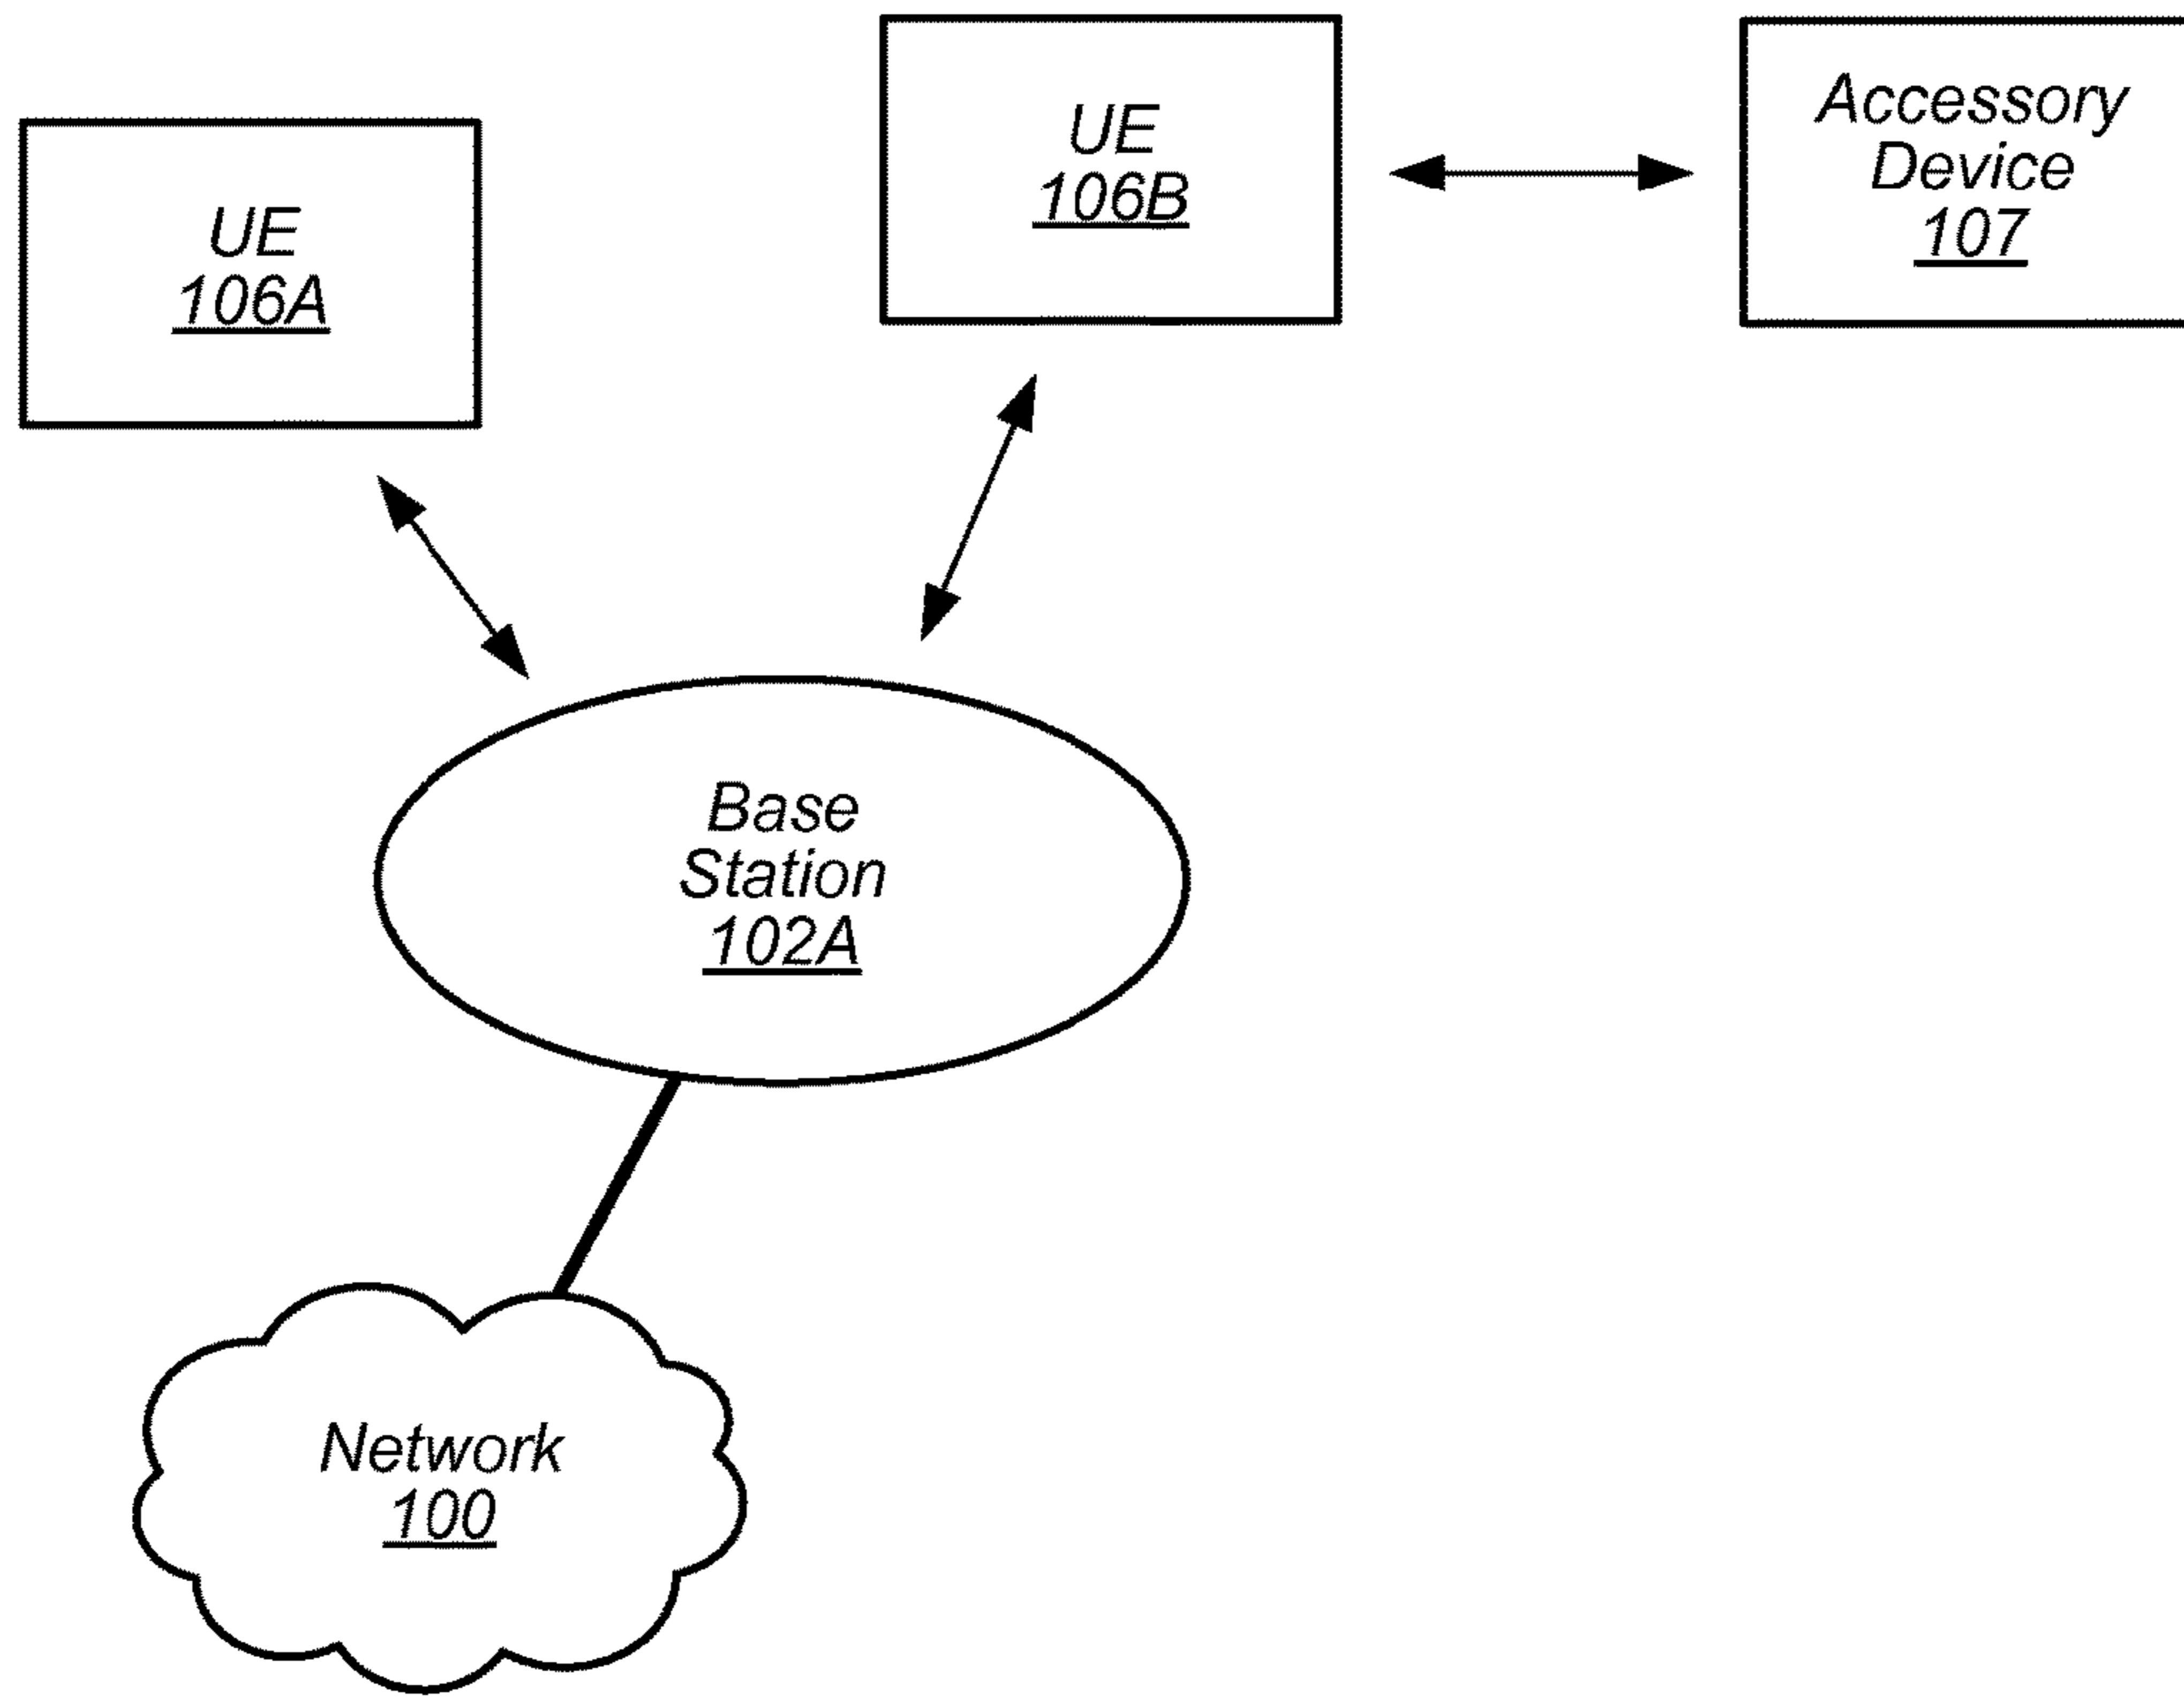 UE
106A
UE
106B
Accessory
Device
107
Base
Station
102A
Network
100